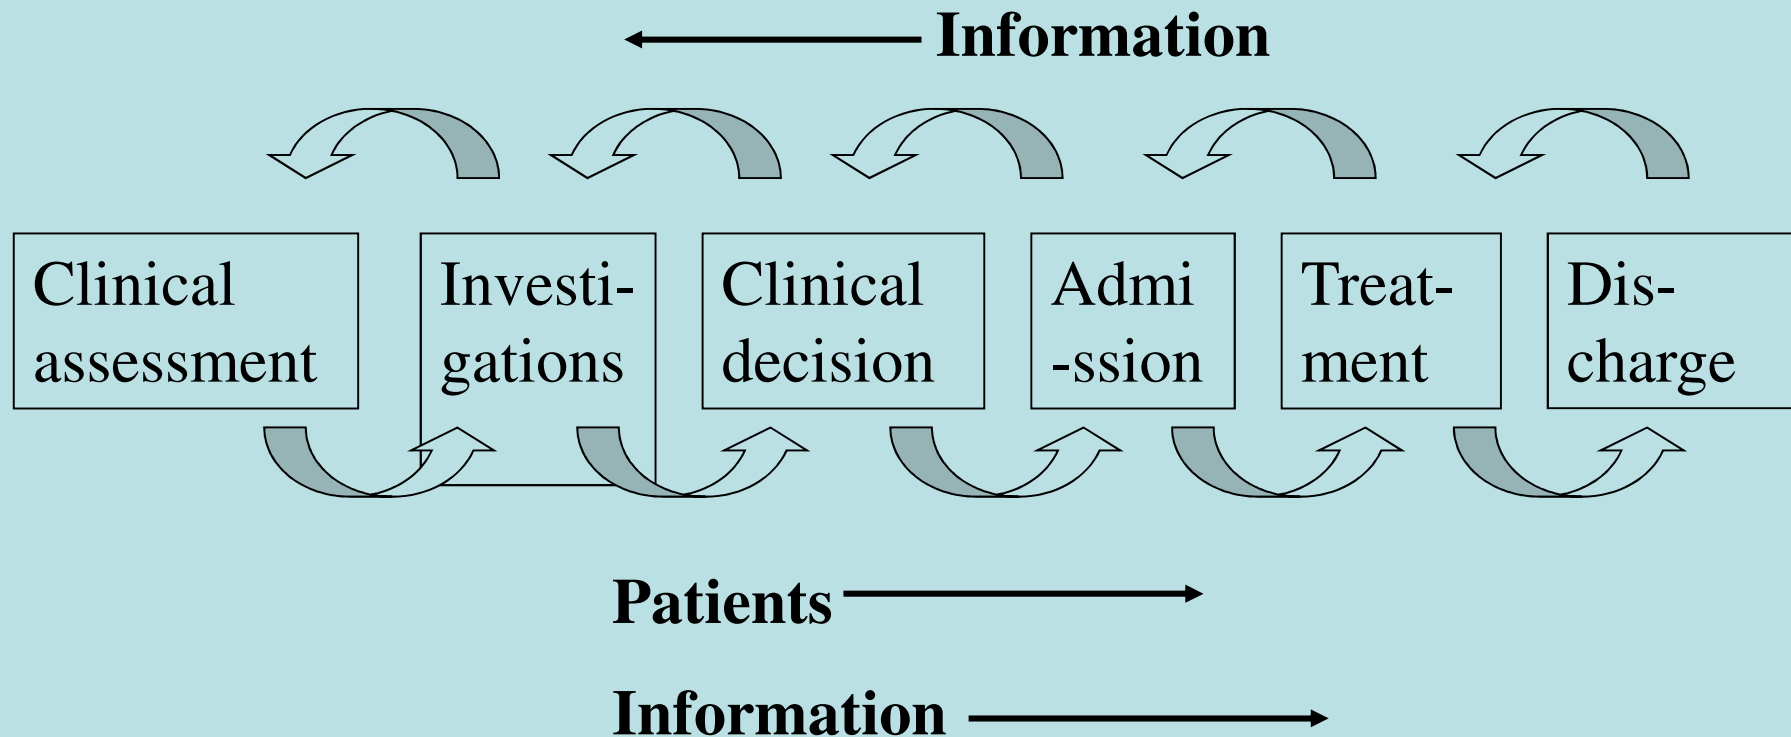 Information
Clinical
assessment
Investi-
gations
Clinical
decision
Admi
-ssion
Treat-
ment
Dis-
charge
Patients
Information